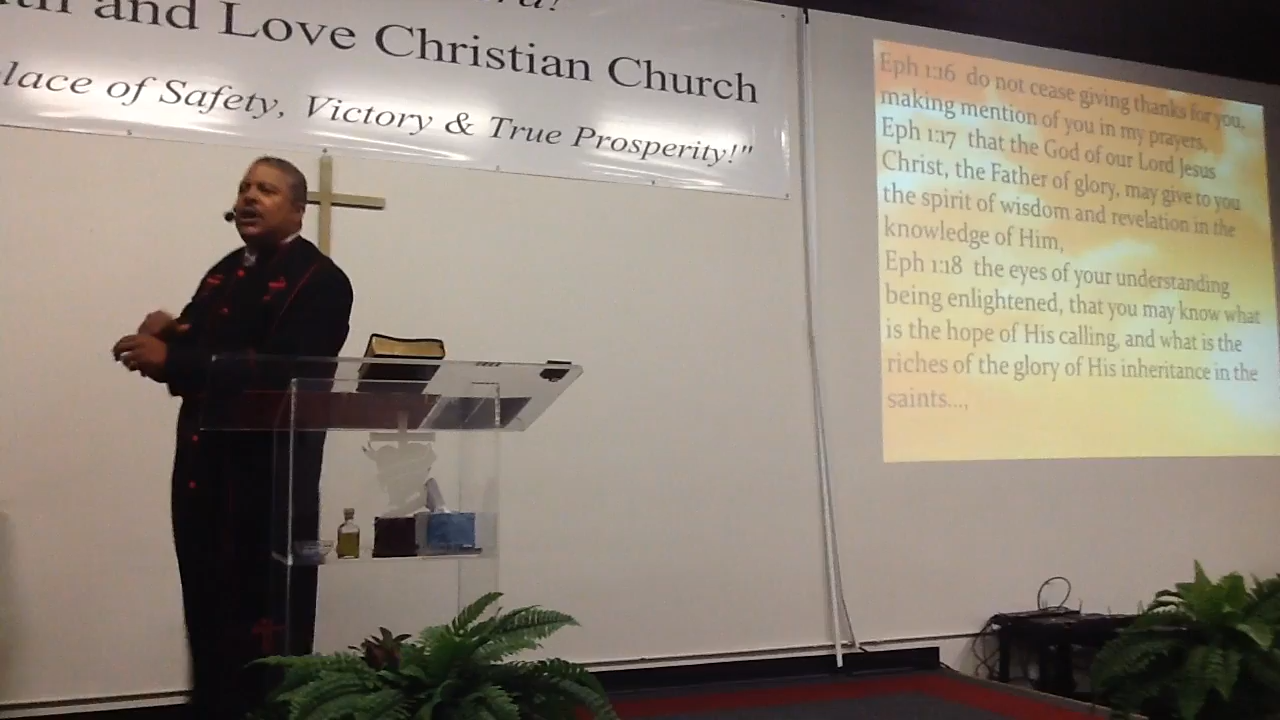 and Love Christian Church
of Safety, Victory & True Prosperity!"
Eph 1:16 do not cease giving thanks for you,
making mention of you in my prayers,
Eph 1:17 that the God of our Lord Jesus
Christ, the Father of glory, may give to you
the spirit of wisdom and revelation in the
knowledge of Him,
Eph 1:18 the eyes of your understanding
being enlightened, that you may know what
is the hope of His calling, and what is the
riches of the glory of His inheritance in the
saints...,